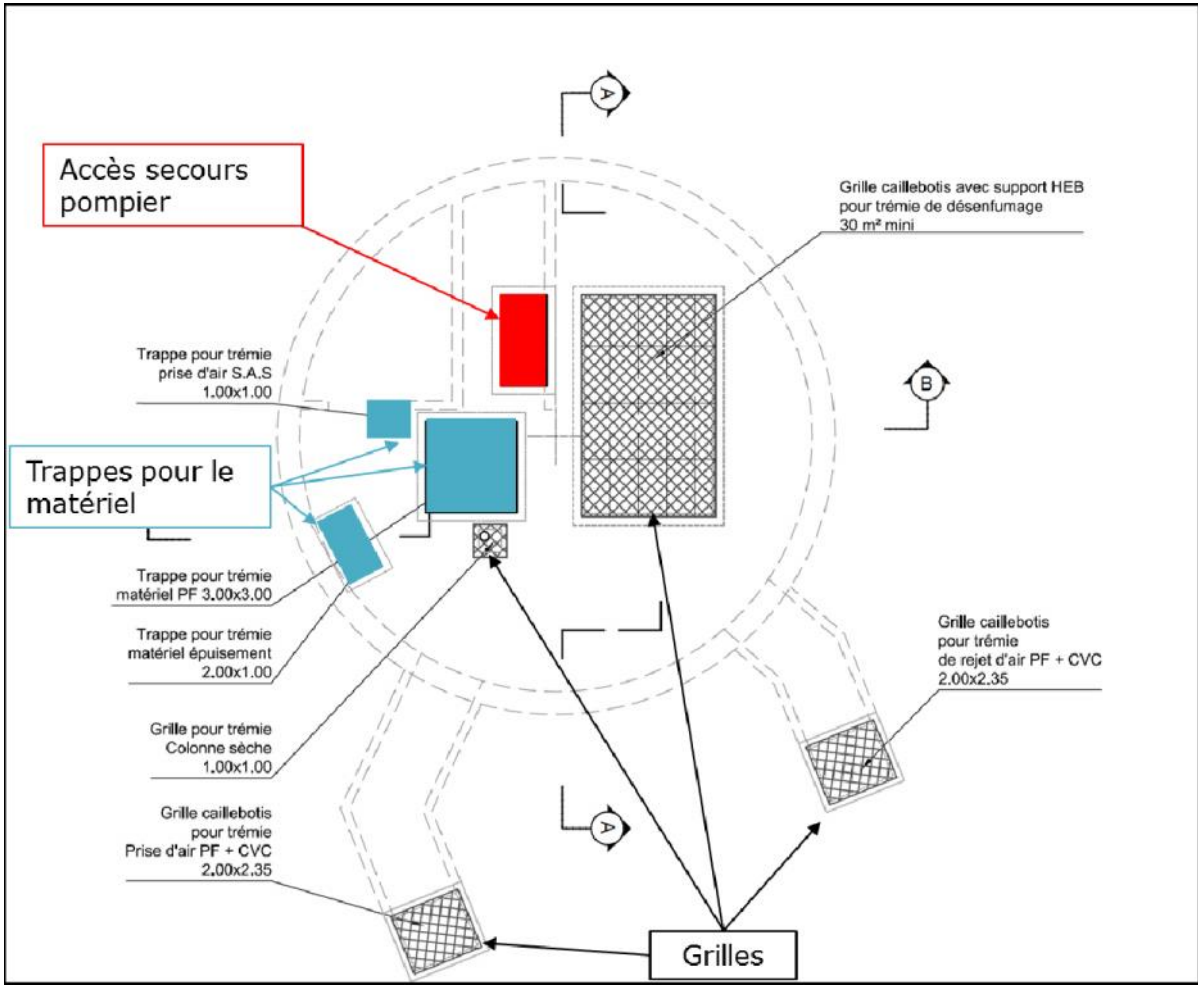 A
Accès secours
pompier
Grille caillebotis avec support HEB
pour trémie de désenfumage
30 m² mini
Trappe pour trémie
prise d'air S.A.S
1.00x1.00
B
Trappes pour le
matériel
Trappe pour trémie
matériel PF 3.00x3.00
Trappe pour trémie
matériel épuisement
2.00x1.00
Grille caillebotis
pour trémie
de rejet d'air PF + CVC
2.00x2.35
Grille pour trémie
Colonne sèche
1.00x1.00
Grille caillebotis
pour trémie
Prise d'air PF + CVC
2.00x2.35
A
Grilles